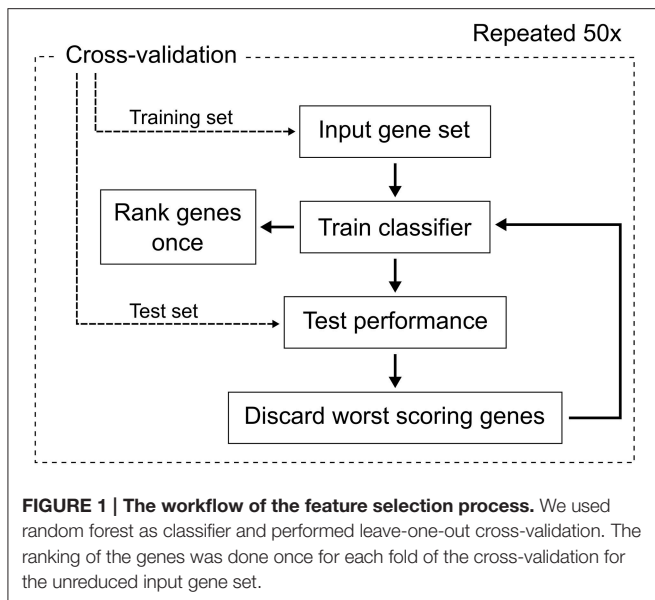 Repeated 50x
Cross-validation
Training set
Input gene set
Rank genes
once
Train classifier
Test set
Test performance
Discard worst scoring genes
FIGURE 1 | The workflow of the feature selection process. We used
random forest as classifier and performed leave-one-out cross-validation. The
ranking of the genes was done once for each fold of the cross-validation for
the unreduced input gene set.